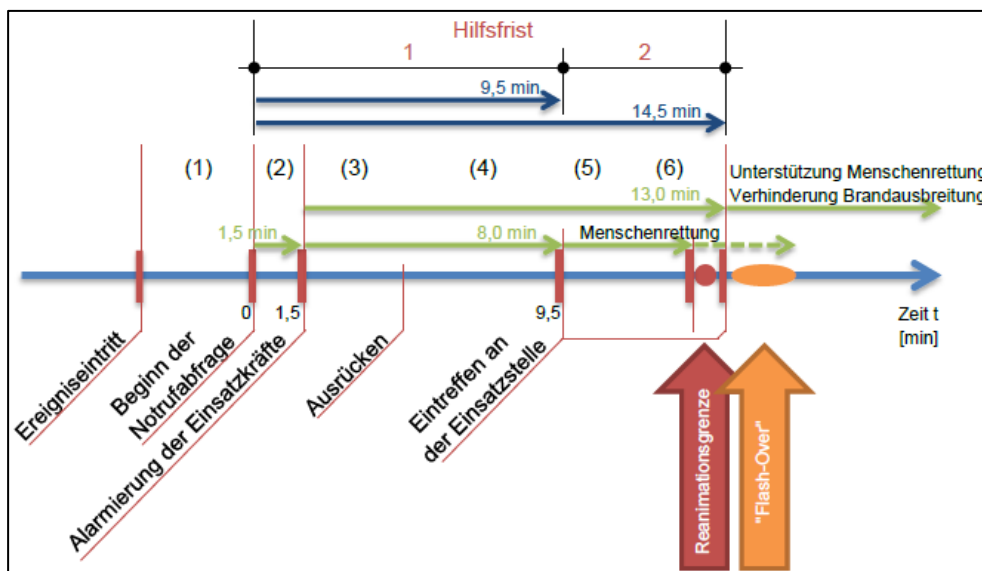 Hilfsfrist
1
2
9,5 min
14,5 min
(1)
(2)
(3)
(4)
(5)
(6)
Unterstützung Menschenrettung
Verhinderung Brandausbreitung
13,0 min
1,5 min
8,0 min
Menschenrettung
0
1,5
9,5
Zeit t
[min]
Ereigniseintritt
Beginn der
Notrufabfrage
Alarmierung der Einsatzkräfte
Ausrücken
Eintreffen an
der Einsatzstelle
Reanimationsgrenze
"Flash-Over"